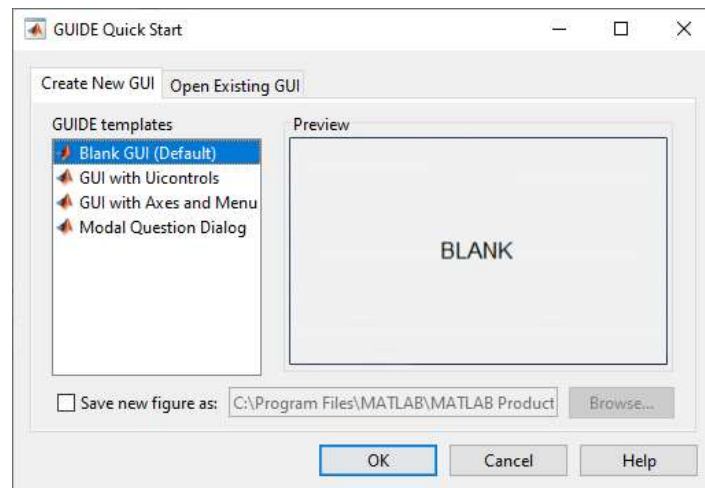 GUIDE Quick Start
Create New GUI
Open Existing GUI
GUIDE templates
Preview
Blank GUI (Default)
GUI with Uicontrols
GUI with Axes and Menu
Modal Question Dialog
BLANK
Save new figure as:
C:\Program Files\MATLAB\MATLAB Product
Browse...
OK
Cancel
Help